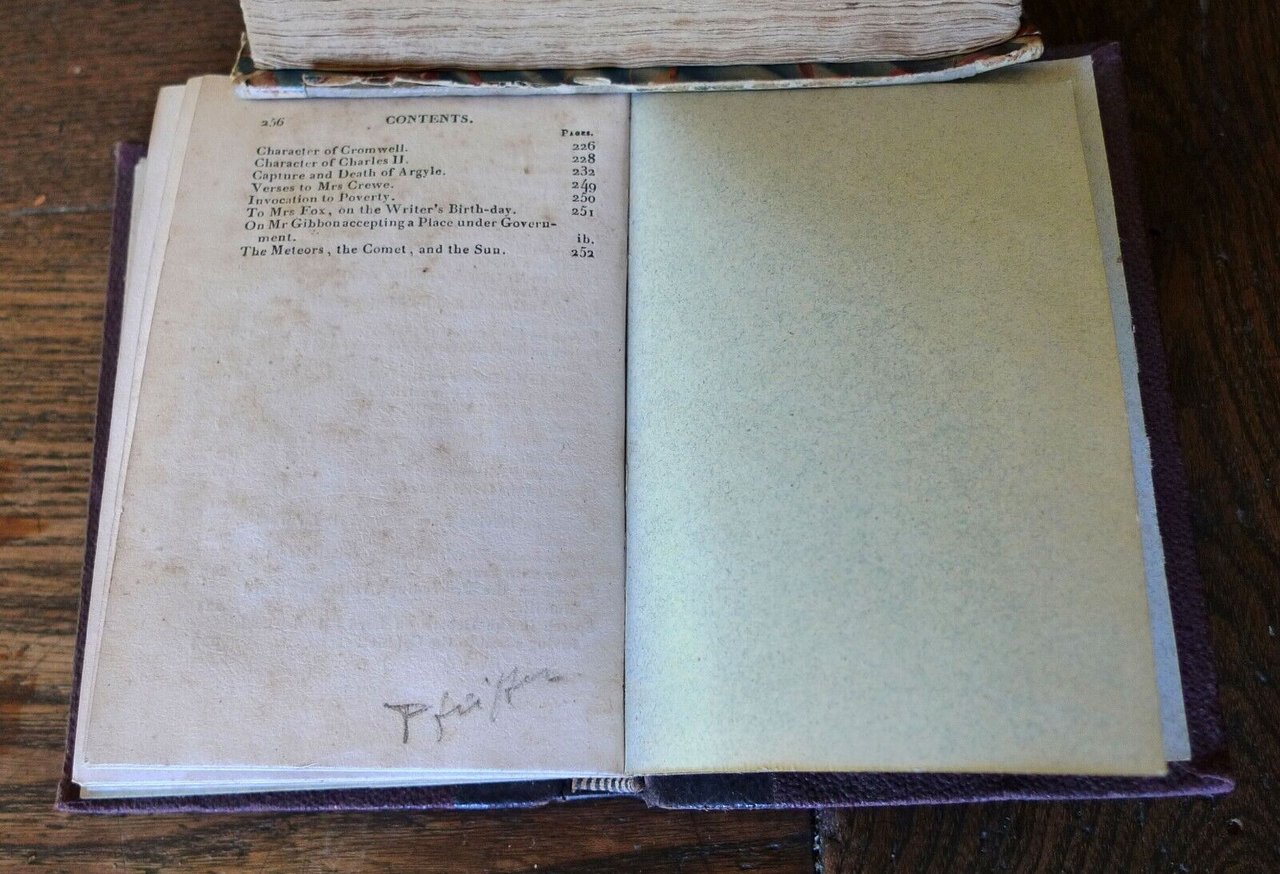 256 CONTENTS.
Pages.
Character of Cromwell. 226
Character of Charles II. 228
Capture and Death of Argyle. 232
Verses to Mrs Crewe. 249
Invocation to Poverty. 250
To Mrs Fox, on the Writer's Birth-day. 251
On Mr Gibbon accepting a Place under Govern-
ment. ib.
The Meteors, the Comet, and the Sun. 252
Pfeiffer